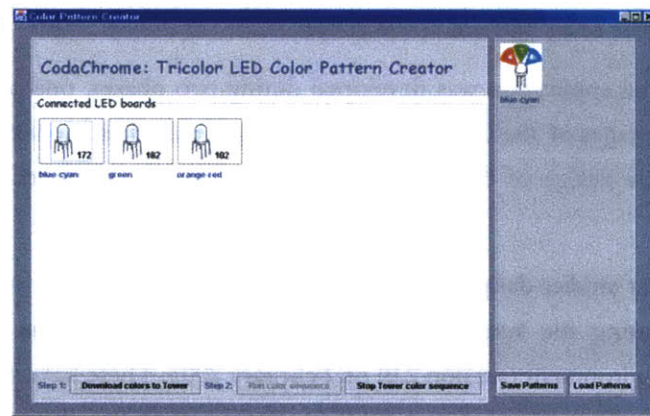 Color Pattern Creator
CodaChrome: Tricolor LED Color Pattern Creator
blue-cyan
Connected LED boards
172
182
102
blue-cyan
green
orange-red
Step 1:
Download colors to Tower
Step 2:
Run color sequence
Stop Tower color sequence
Save Patterns
Load Patterns